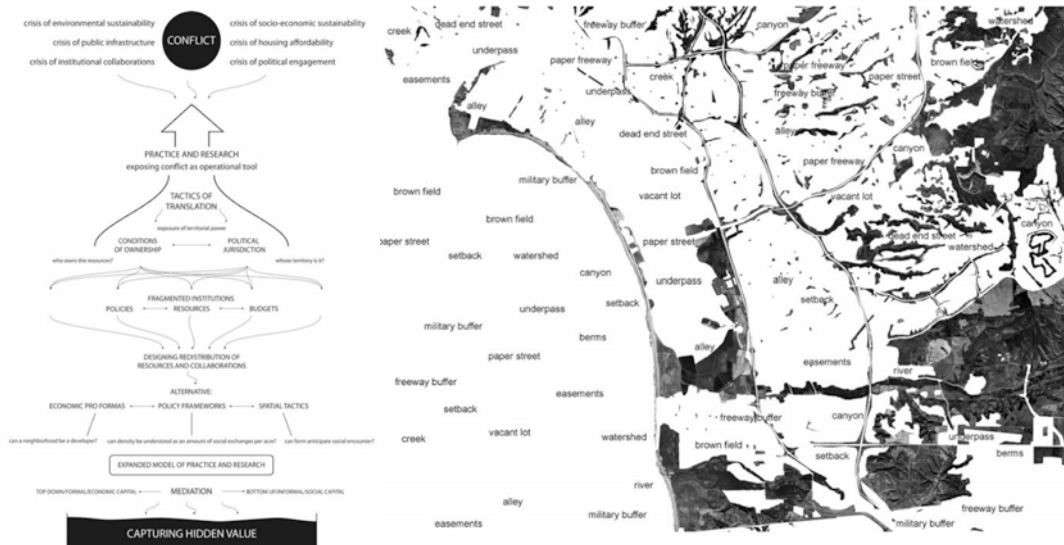 crisis of environmental sustainability
crisis of public infrastructure
crisis of institutional collaborations
CONFLICT
crisis of socio-economic sustainability
crisis of housing affordability
crisis of political engagement
PRACTICE AND RESEARCH
exposing conflict as operational tool
TACTICS OF
TRANSLATION
exposure of territorial power
CONDITIONS
OF OWNERSHIP
POLITICAL
JURISDICTION
who owns the resources?
whose territory is it?
FRAGMENTED INSTITUTIONS
POLICIES
RESOURCES
BUDGETS
DESIGNING REDISTRIBUTION OF
RESOURCES AND COLLABORATIONS
ALTERNATIVE:
ECONOMIC PRO FORMAS
POLICY FRAMEWORKS
SPATIAL TACTICS
can a neighborhood be a developer?
can density be understood as an amount of social exchanges per acre?
can form anticipate social encounter?
EXPANDED MODEL OF PRACTICE AND RESEARCH
TOP DOWN/FORMAL/ECONOMIC CAPITAL
MEDIATION
BOTTOM UP/INFORMAL/SOCIAL CAPITAL
CAPTURING HIDDEN VALUE
dead end street
freeway buffer
canyon
watershed
creek
underpass
paper freeway
paper freeway
brown field
easements
creek
paper street
underpass
freeway buffer
alley
berms
alley
dead end street
alley
canyon
brown field
paper freeway
military buffer
brown field
vacant lot
vacant lot
brown field
canyon
paper street
paper street
dead end street
setback
watershed
watershed
canyon
underpass
alley
setback
setback
underpass
military buffer
berms
alley
paper street
easements
river
freeway buffer
easements
setback
freeway buffer
canyon
creek
vacant lot
watershed
brown field
underpass
setback
berms
river
alley
freeway buffer
easements
military buffer
military buffer